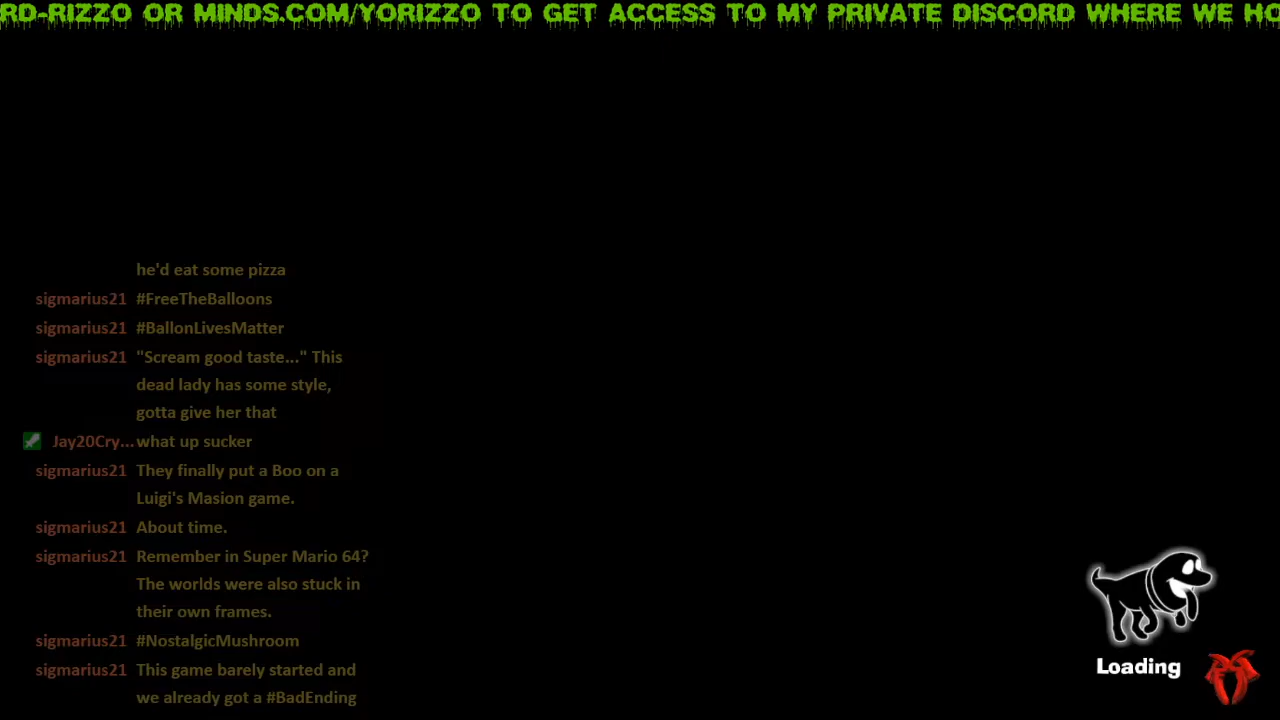 RD-RIZZO OR MINDS.COM/YORIZZO TO GET ACCESS TO MY PRIVATE DISCORD WHERE WE HO
he'd eat some pizza
sigmarius21 #FreeTheBalloons
sigmarius21 #BallonLivesMatter
sigmarius21 "Scream good taste..." This
dead lady has some style,
gotta give her that
Jay20Cry... what up sucker
sigmarius21 They finally put a Boo on a
Luigi's Masion game.
sigmarius21 About time.
sigmarius21 Remember in Super Mario 64?
The worlds were also stuck in
their own frames.
sigmarius21 #NostalgicMushroom
sigmarius21 This game barely started and
we already got a #BadEnding
Loading